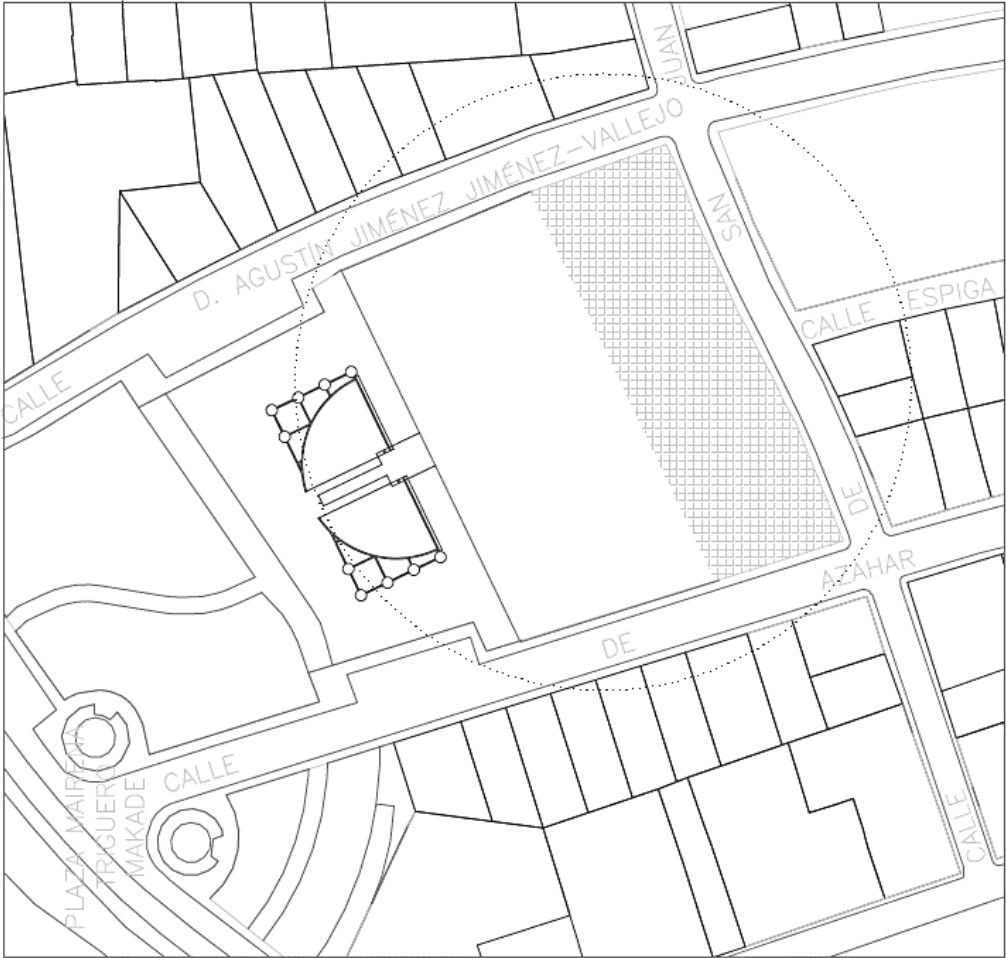 JUAN
D. AGUSTÍN JIMÉNEZ JIMÉNEZ-VALLEJO
SAN
CALLE ESPIGA
CALLE
DE
AZAHAR
DE
CALLE
PLAZA MAIRENA
TRIGUERO
MAKADE
CALLE